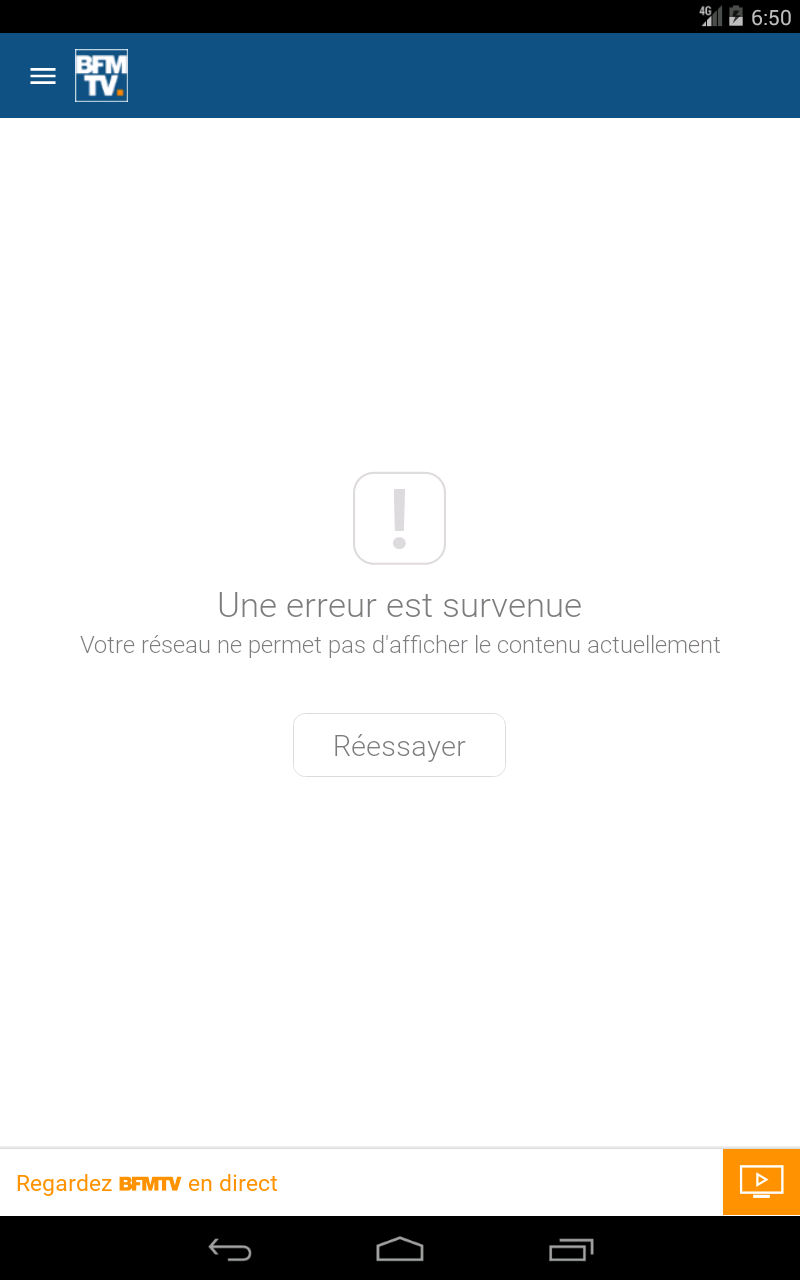 4G 6:50
BFM
TV.
!
Une erreur est survenue
Votre réseau ne permet pas d'afficher le contenu actuellement
Réessayer
Regardez BFMTV en direct